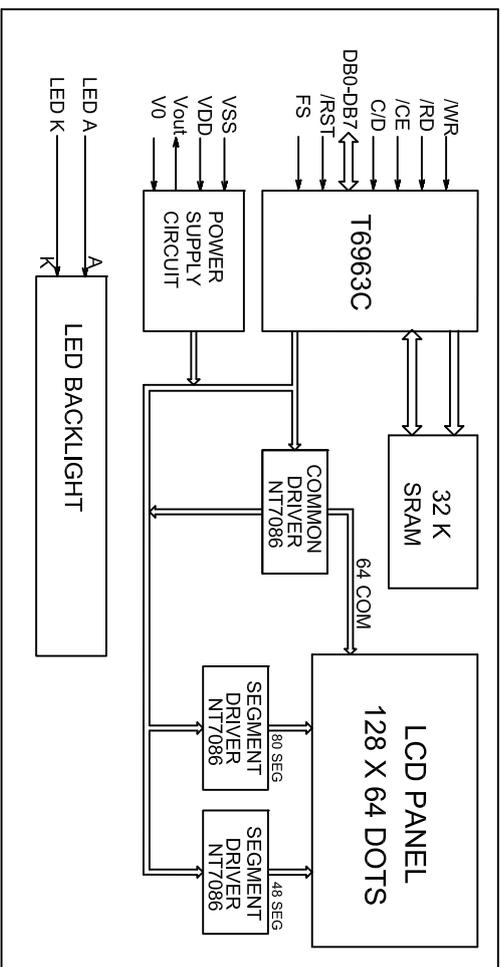 /WR
/RD
/CE
C/D
DB0-DB7
/RST
FS
T6963C
32 K
SRAM
LCD PANEL
128 X 64 DOTS
64 COM
COMMON
DRIVER
NT7086
VSS
VDD
Vout
V0
POWER
SUPPLY
CIRCUIT
SEGMENT
DRIVER
NT7086
80 SEG
SEGMENT
DRIVER
NT7086
48 SEG
LED A
LED K
A
K
LED BACKLIGHT